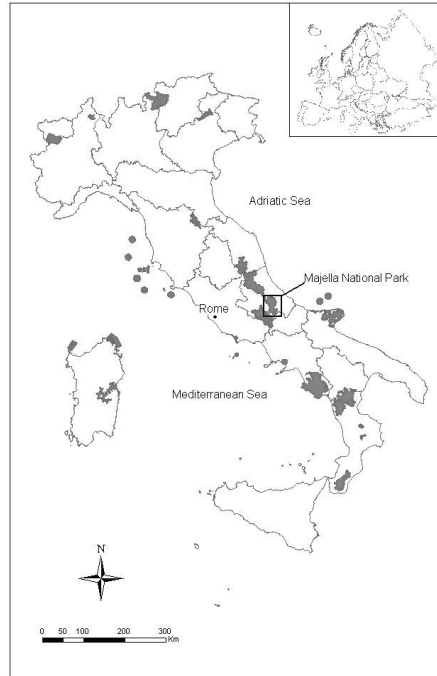 Adriatic Sea
Majella National Park
Rome
Mediterranean Sea
N
0 50 100 200 300
Km